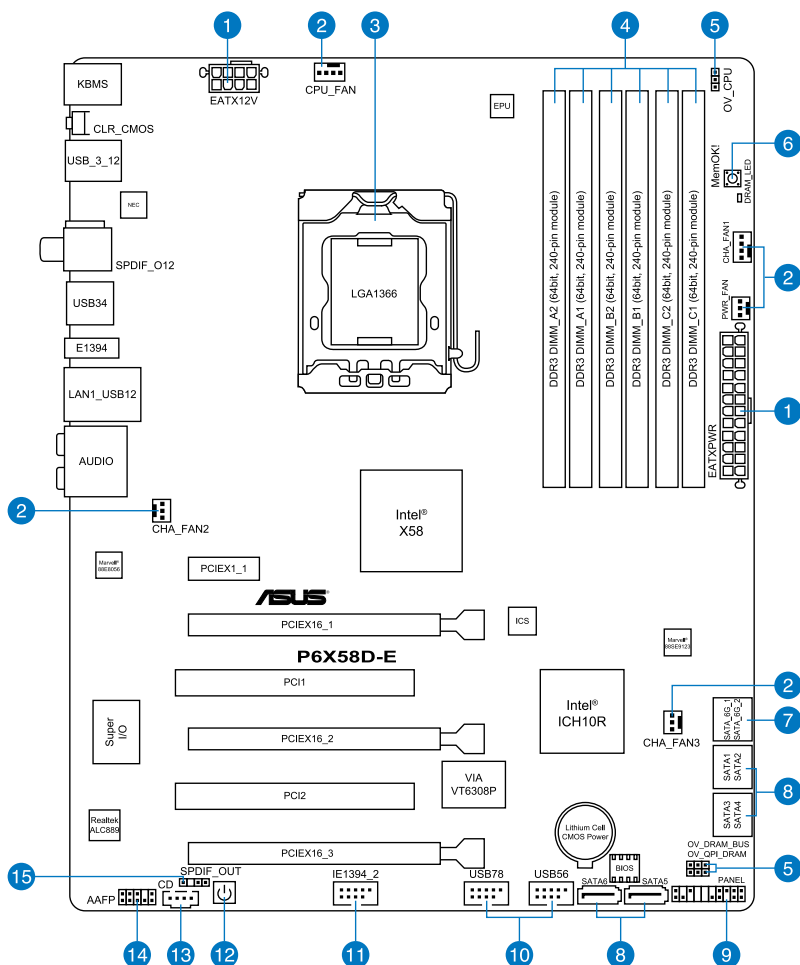 1
2
3
4
5
KBMS
EATX12V
CPU_FAN
EPU
OV_CPU
CLR_CMOS
USB_3_12
MemOK!
6
DRAM_LED
NEC
SPDIF_O12
CHA_FAN1
2
PWR_FAN
LGA1366
DDR3 DIMM_A2 (64bit, 240-pin module)
DDR3 DIMM_A1 (64bit, 240-pin module)
DDR3 DIMM_B2 (64bit, 240-pin module)
DDR3 DIMM_B1 (64bit, 240-pin module)
DDR3 DIMM_C2 (64bit, 240-pin module)
DDR3 DIMM_C1 (64bit, 240-pin module)
USB34
E1394
LAN1_USB12
EATXPWR
1
AUDIO
2
CHA_FAN2
Intel®
X58
Marvell®
88E8056
PCIEX1_1
ASUS
PCIEX16_1
ICS
Marvell®
88SE9123
P6X58D-E
PCI1
Intel®
ICH10R
2
CHA_FAN3
SATA_6G_1
SATA_6G_2
7
Super
I/O
PCIEX16_2
VIA
VT6308P
SATA1
SATA2
8
PCI2
SATA3
SATA4
Realtek
ALC889
Lithium Cell
CMOS Power
PCIEX16_3
BIOS
OV_DRAM_BUS
OV_QPI_DRAM
5
15
SPDIF_OUT
CD
AAFP
IE1394_2
USB78
USB56
SATA6
SATA5
PANEL
14
13
12
11
10
8
9